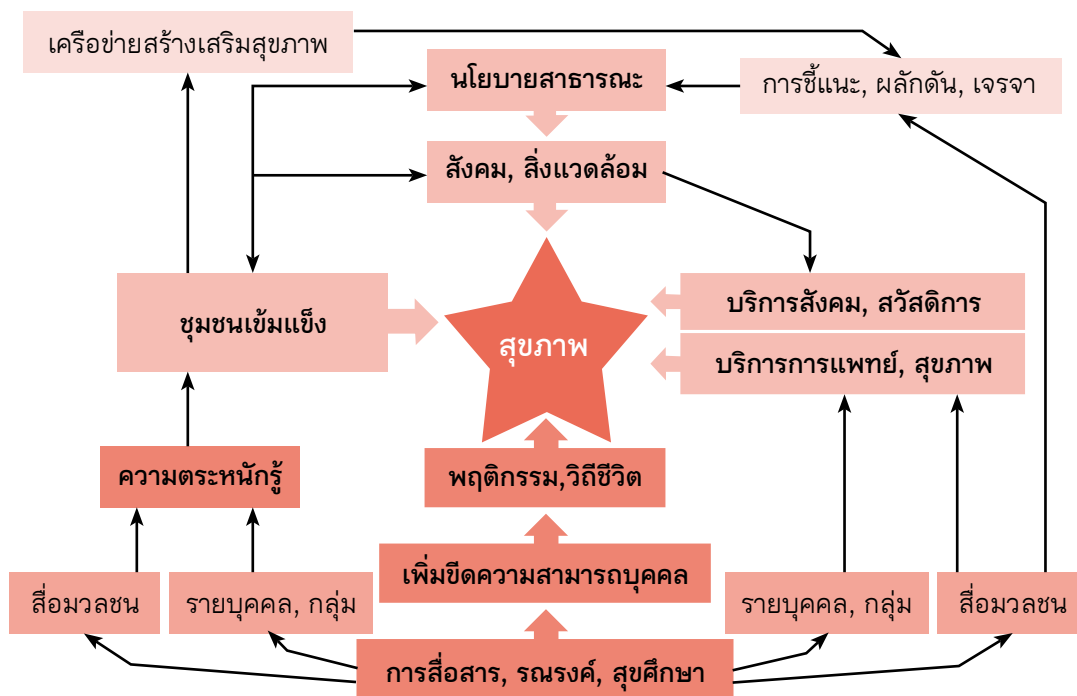 เครือข่ายสร้างเสริมสุขภาพ
นโยบายสาธารณะ
การชี้แนะ, ผลักดัน, เจรจา
สังคม, สิ่งแวดล้อม
ชุมชนเข้มแข็ง
สุขภาพ
บริการสังคม, สวัสดิการ
บริการการแพทย์, สุขภาพ
ความตระหนักรู้
พฤติกรรม,วิถีชีวิต
เพิ่มขีดความสามารถบุคคล
สื่อมวลชน
รายบุคคล, กลุ่ม
รายบุคคล, กลุ่ม
สื่อมวลชน
การสื่อสาร, รณรงค์, สุขศึกษา